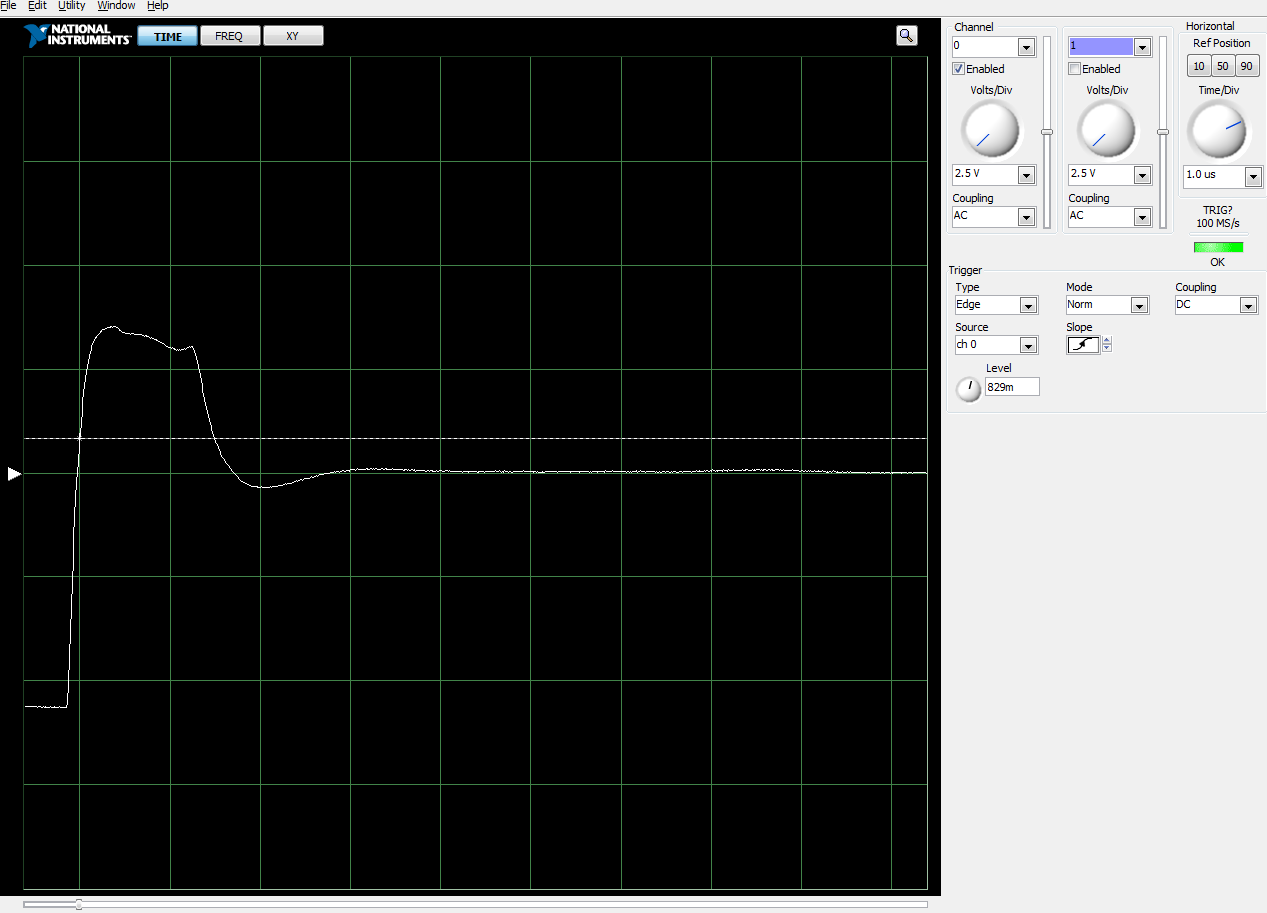 File Edit Utility Window Help
NATIONAL
INSTRUMENTS
TIME FREQ XY
Channel
0
Enabled
Volts/Div
2.5 V
Coupling
AC
1
Enabled
Volts/Div
2.5 V
Coupling
AC
Horizontal
Ref Position
10 50 90
Time/Div
1.0 us
TRIG?
100 MS/s
OK
Trigger
Type Mode Coupling
Edge Norm DC
Source Slope
ch 0
Level
829m